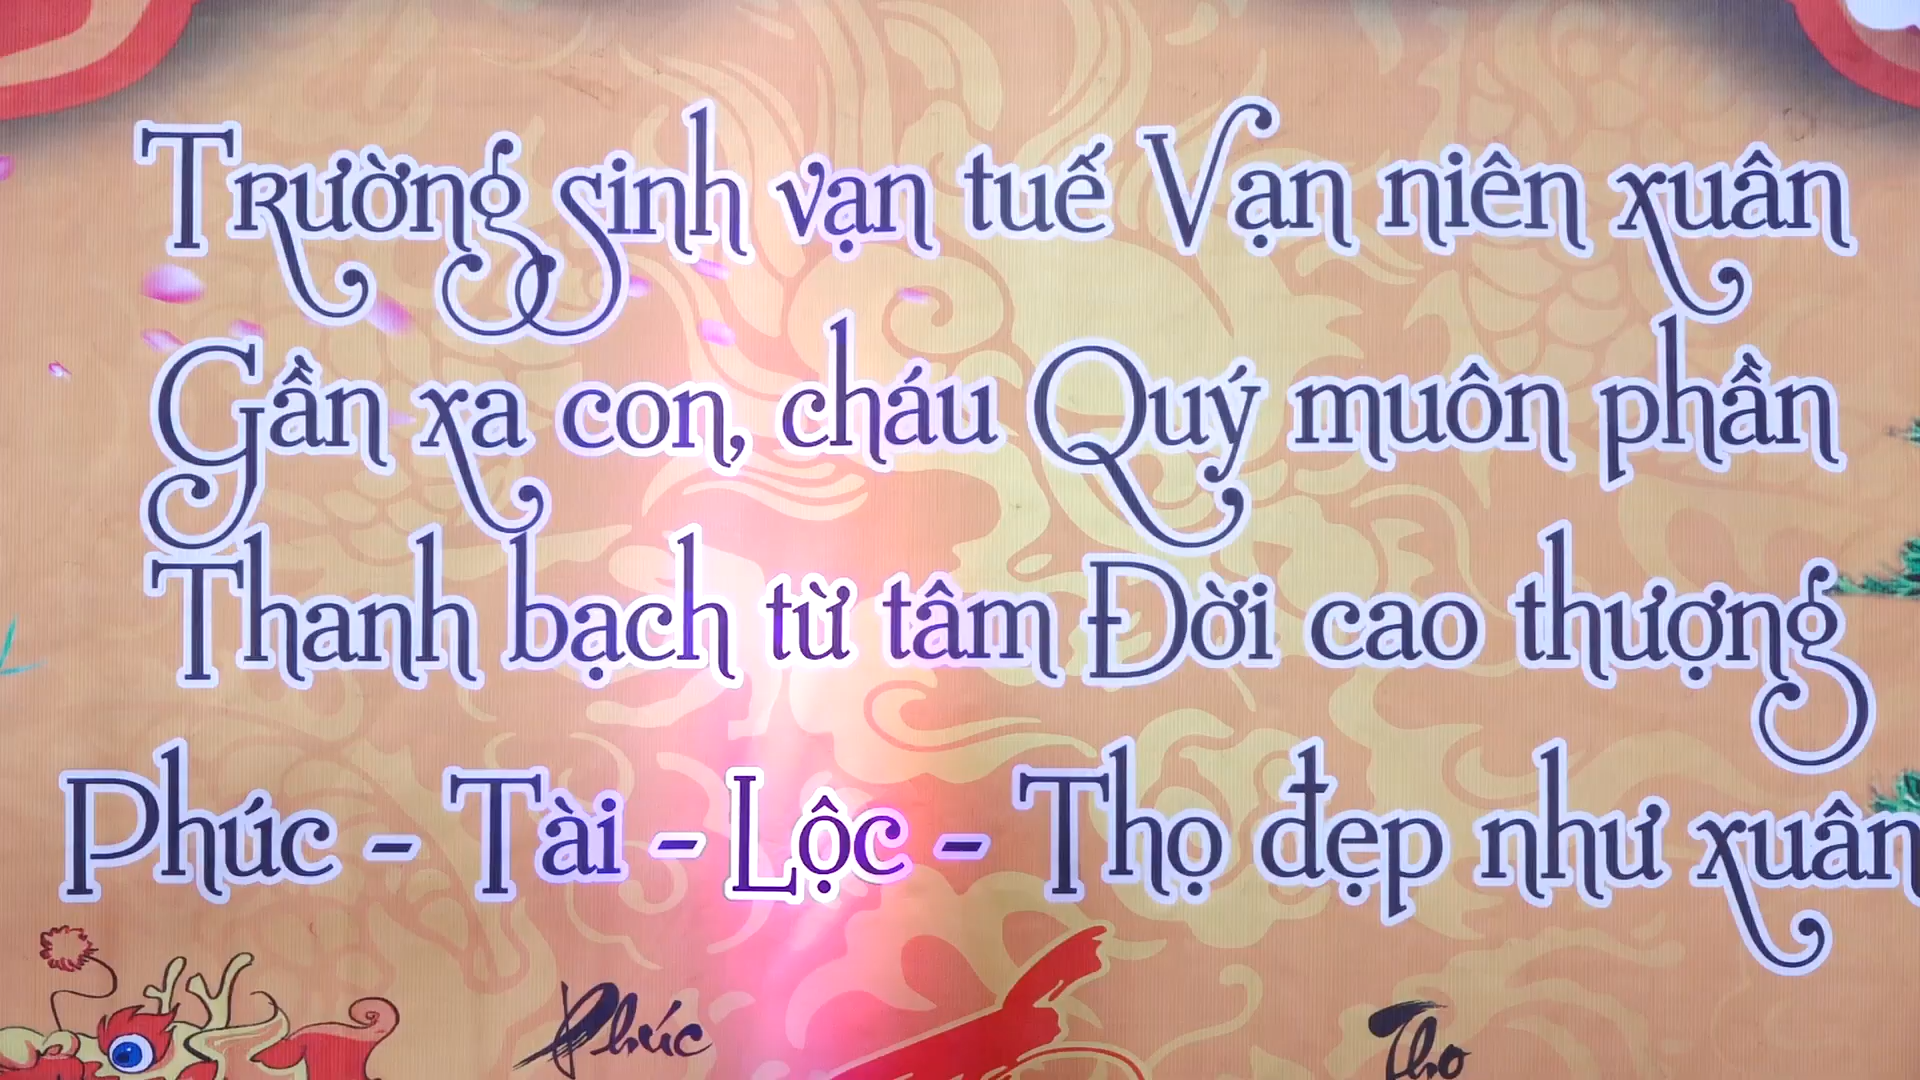 Trường sinh vạn tuế Vạn niên xuân
Gần xa con, cháu Quý muôn phần
Thanh bạch từ tâm Đời cao thượng
Phúc - Tài - Lộc - Thọ đẹp như xuân
Phúc
Thọ